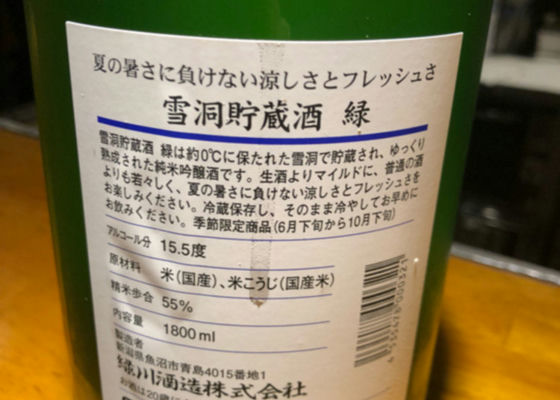 夏の暑さに負けない涼しさとフレッシュさ
雪洞貯蔵酒 緑
雪洞貯蔵酒 緑は約0℃に保たれた雪洞で貯蔵され、ゆっくり
熟成された純米吟醸酒です。生酒よりマイルドに、普通の酒
よりも若々しく、夏の暑さに負けない涼しさとフレッシュさを
お楽しみください。冷蔵保存し、そのまま冷やしてお早めに
お飲みください。季節限定商品(6月下旬から10月下旬)
アルコール分 15.5度
原材料 米(国産)、米こうじ(国産米)
精米歩合 55%
内容量 1800ml
製造者
新潟県魚沼市青島4015番地1
緑川酒造株式会社
お酒は20歳